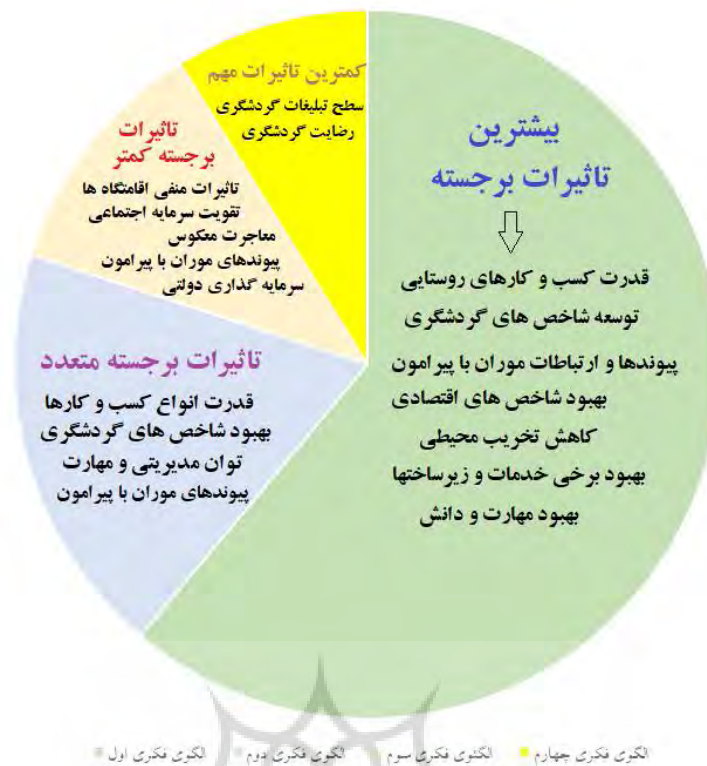 کمترین تاثیرات مهم
سطح تبلیغات گردشگری
رضایت گردشگری
تاثیرات
برجسته کمتر
تاثیرات منفی اقامتگاه ها
تقویت سرمایه اجتماعی
معاجرت معکوس
پیوندهای موران با پیرامون
سرمایه گذاری دولتی
بیشترین
تاثیرات برجسته
قدرت کسب و کارهای روستایی
توسعه شاخص های گردشگری
پیوندها و ارتباطات موران با پیرامون
بهبود شاخص های اقتصادی
کاهش تخریب محیطی
بهبود برخی خدمات و زیرساختها
بهبود مهارت و دانش
تاثیرات برجسته متعدد
قدرت انواع کسب و کارها
بهبود شاخص های گردشگری
توان مدیریتی و مهارت
پیوندهای موران با پیرامون
الگوی فکری چهارم الگتوی فکری سوم الگوی فکری دوم الگوی فکری اول